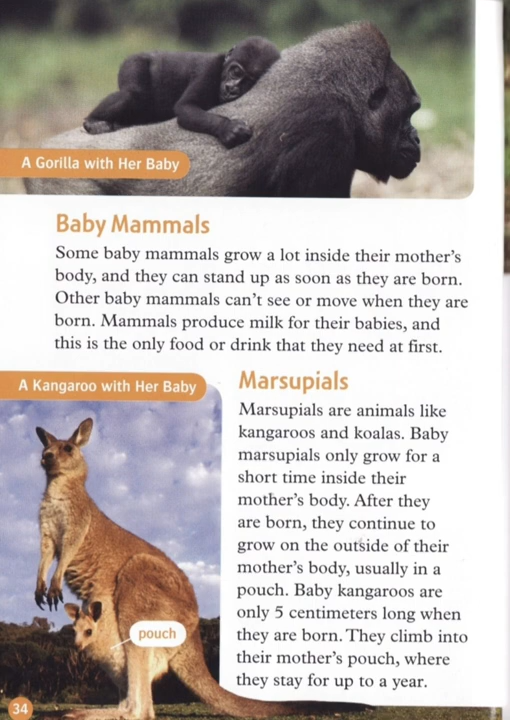 A Gorilla with Her Baby
Baby Mammals
Some baby mammals grow a lot inside their mother's
body, and they can stand up as soon as they are born.
Other baby mammals can't see or move when they are
born. Mammals produce milk for their babies, and
this is the only food or drink that they need at first.
A Kangaroo with Her Baby
Marsupials
Marsupials are animals like
kangaroos and koalas. Baby
marsupials only grow for a
short time inside their
mother's body. After they
are born, they continue to
grow on the outside of their
mother's body, usually in a
pouch. Baby kangaroos are
only 5 centimeters long when
they are born. They climb into
their mother's pouch, where
they stay for up to a year.
pouch
34